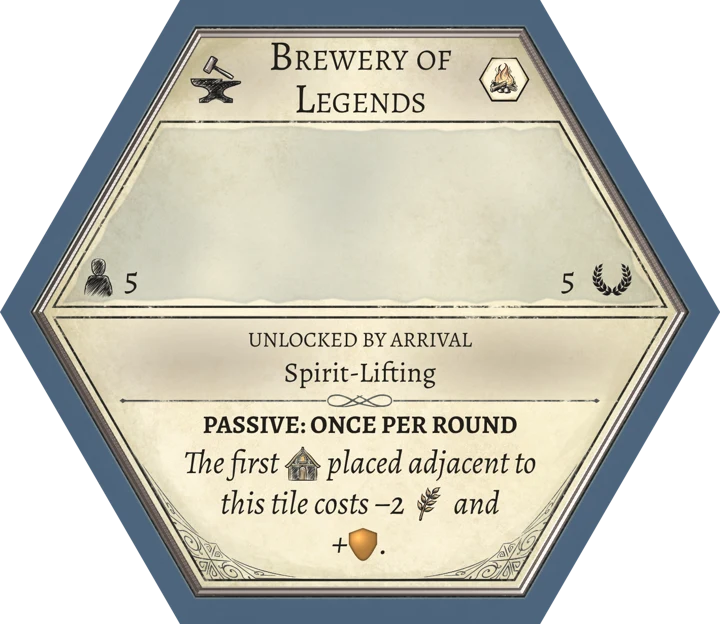 BREWERY OF
LEGENDS
5
5
UNLOCKED BY ARRIVAL
Spirit-Lifting
PASSIVE: ONCE PER ROUND
The first placed adjacent to
this tile costs –2 and
+.